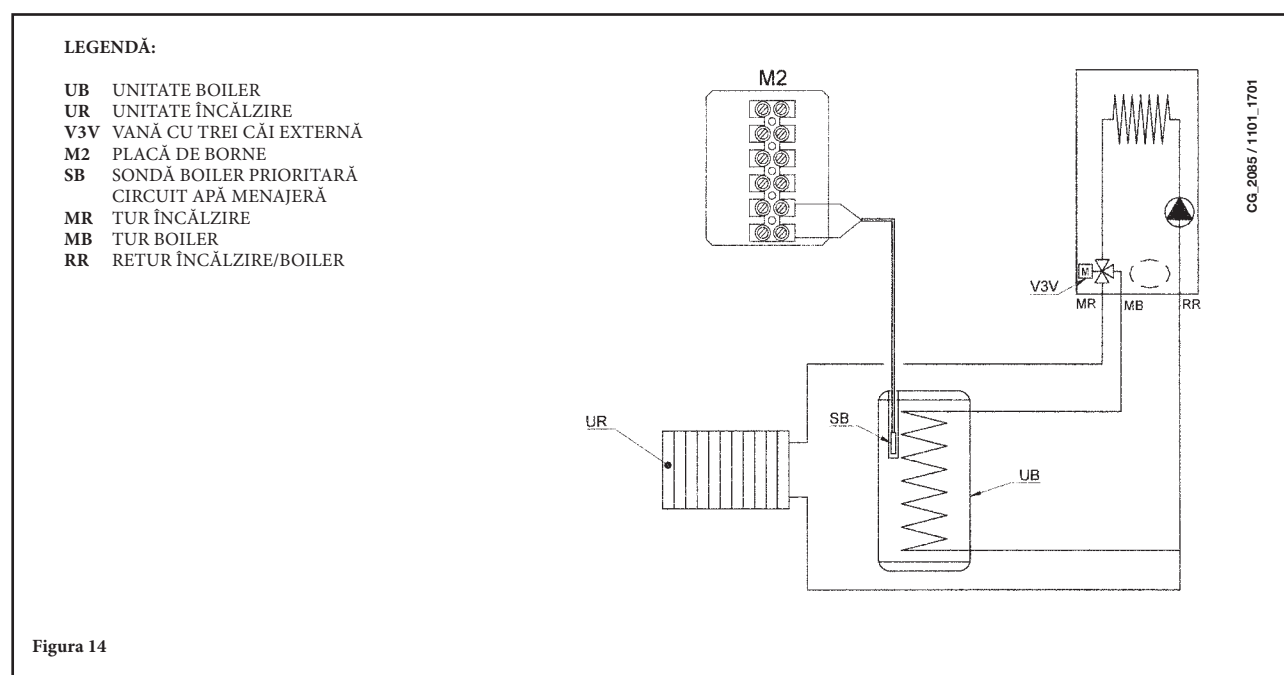 LEGENDĂ:
UB UNITATE BOILER
UR UNITATE ÎNCĂLZIRE
V3V VANĂ CU TREI CĂI EXTERNĂ
M2 PLACĂ DE BORNE
SB SONDĂ BOILER PRIORITARĂ
CIRCUIT APĂ MENAJERĂ
MR TUR ÎNCĂLZIRE
MB TUR BOILER
RR RETUR ÎNCĂLZIRE/BOILER
M2
CG_2085 / 1101_1701
M
V3V
MR
MB
RR
SB
UR
UB
Figura 14